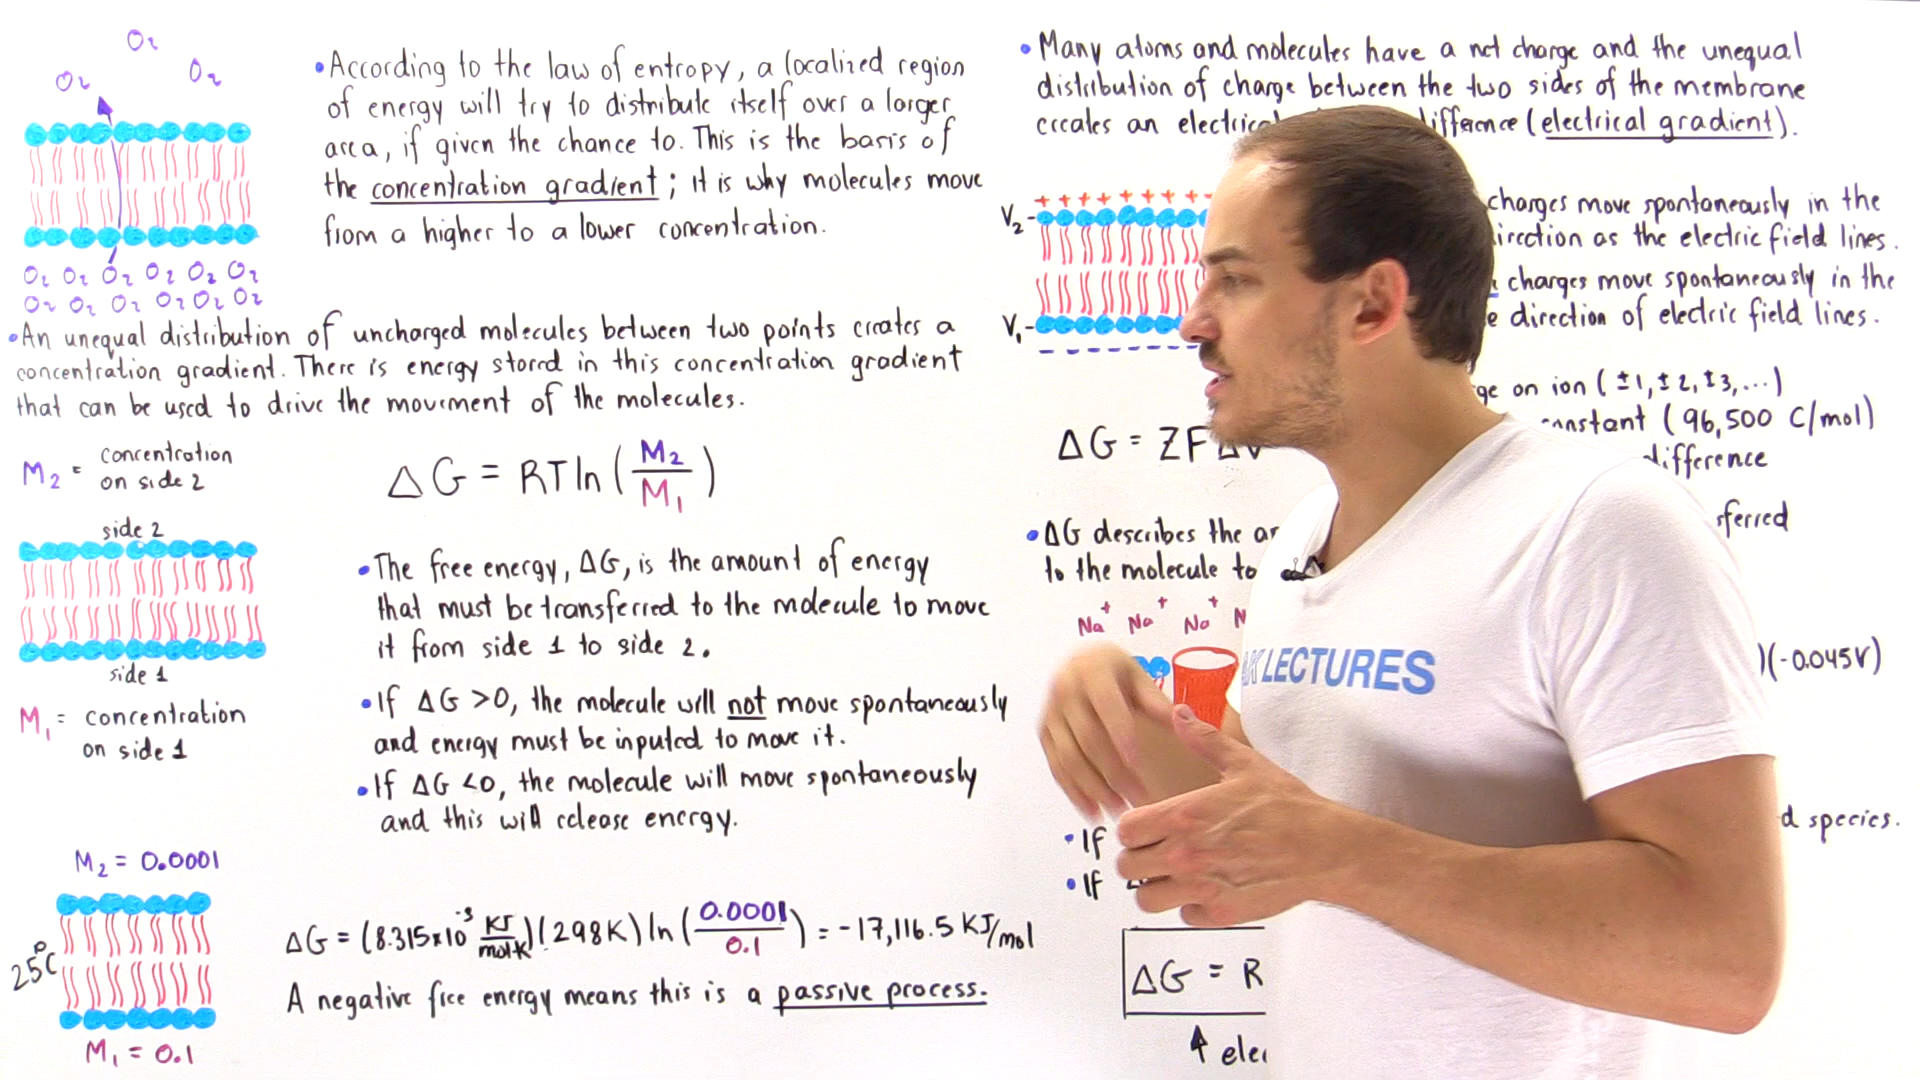 O₂
O₂ O₂
O₂ O₂ O₂ O₂ O₂ O₂
O₂ O₂ O₂ O₂ O₂ O₂
• According to the law of entropy, a localized region
of energy will try to distribute itself over a larger
area, if given the chance to. This is the basis of
the concentration gradient; it is why molecules move
from a higher to a lower concentration.
• An unequal distribution of uncharged molecules between two points creates a
concentration gradient. There is energy stored in this concentration gradient
that can be used to drive the movement of the molecules.
M₂ = concentration
on side 2
side 2
side 1
M₁ = concentration
on side 1
ΔG = RT ln (M₂/M₁)
• The free energy, ΔG, is the amount of energy
that must be transferred to the molecule to move
it from side 1 to side 2.
• If ΔG >0, the molecule will not move spontaneously
and energy must be inputed to move it.
• If ΔG <0, the molecule will move spontaneously
and this will release energy.
M₂ = 0.0001
25°C
M₁ = 0.1
ΔG = (8.315x10⁻³ KJ/mol·K)(298K) ln (0.0001/0.1) = -17,116.5 KJ/mol
A negative free energy means this is a passive process.
• Many atoms and molecules have a net charge and the unequal
distribution of charge between the two sides of the membrane
creates an electrical difference (electrical gradient).
V₂ - + + + + + + + +
V₁ -
charges move spontaneously in the
direction as the electric field lines.
charges move spontaneously in the
direction of electric field lines.
on ion (±1, ±2, ±3,...)
constant (96,500 C/mol)
difference
ΔG = ZFΔV
• ΔG describes the
to the molecule to
Na⁺ Na⁺ Na⁺
)(-0.045V)
AK LECTURES
species.
• If
• If
ΔG = R